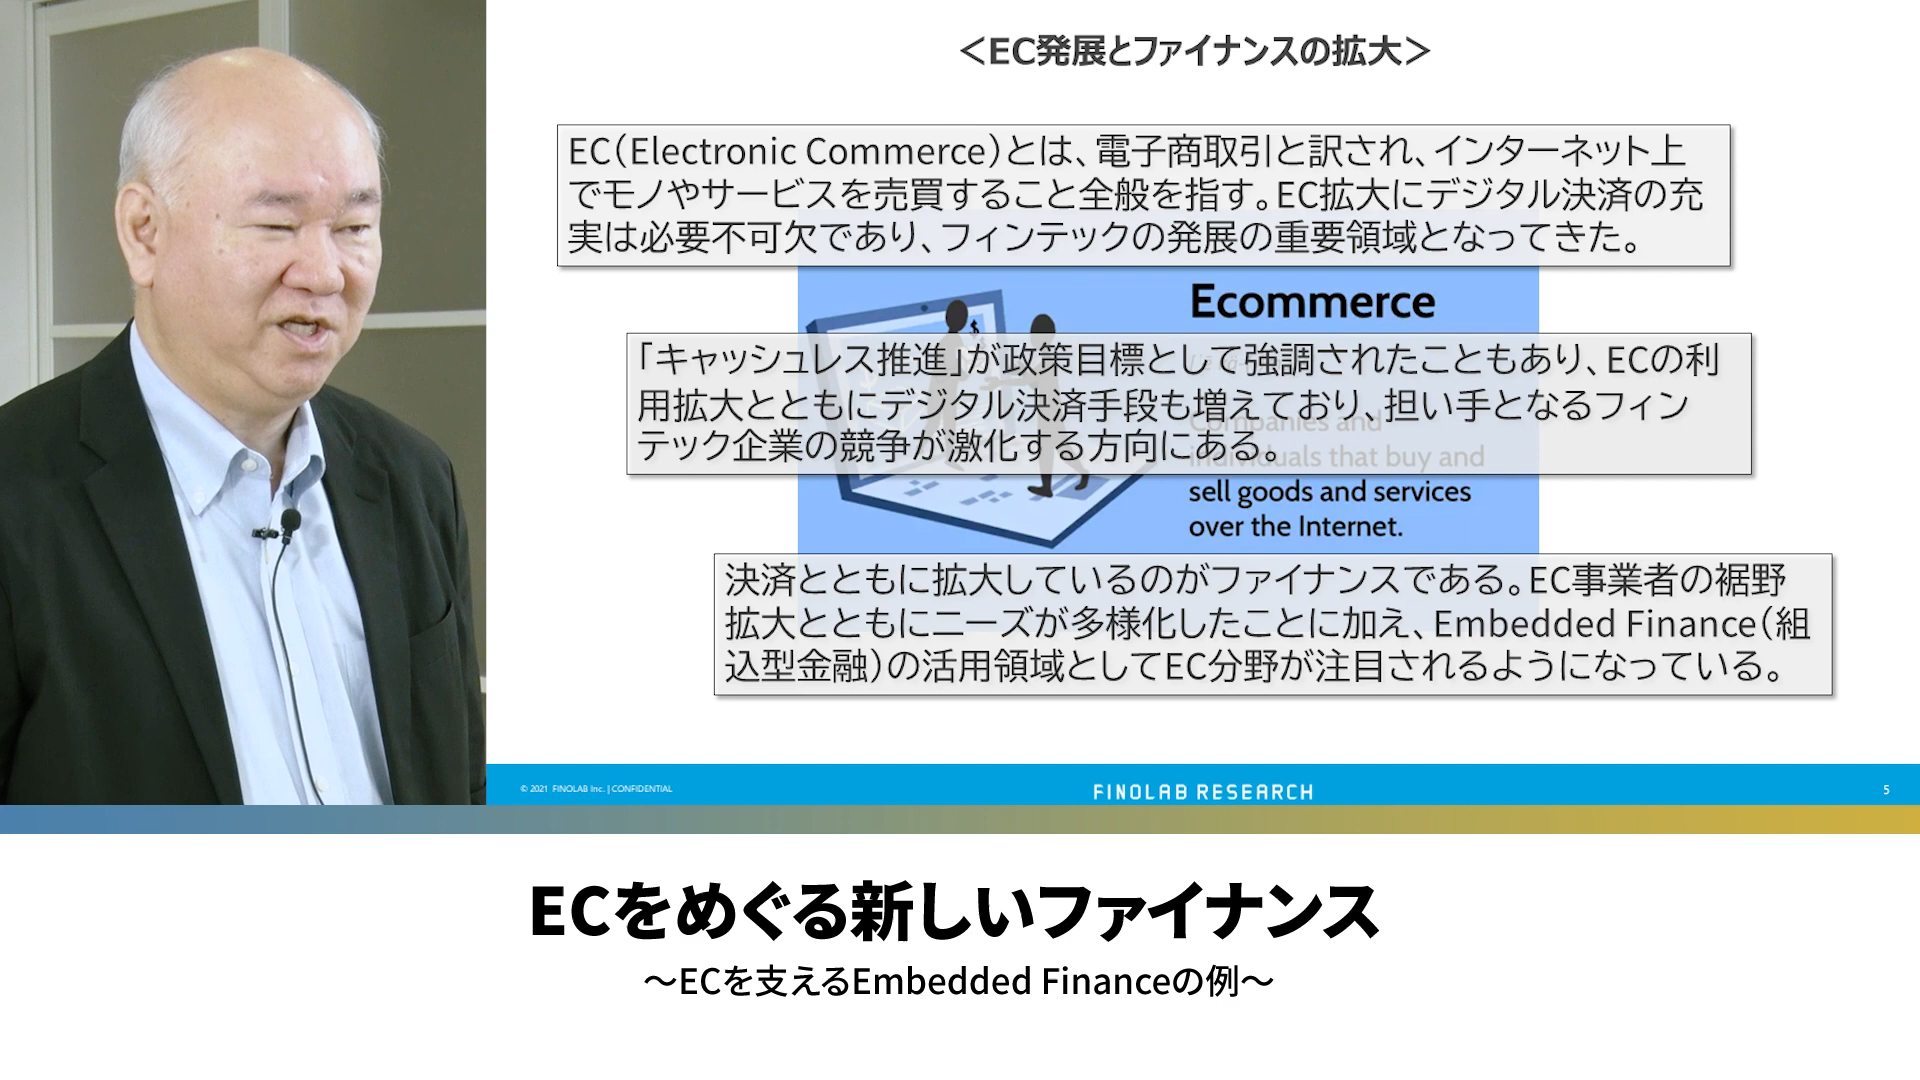 ＜EC発展とファイナンスの拡大＞
EC（Electronic Commerce）とは、電子商取引と訳され、インターネット上
でモノやサービスを売買すること全般を指す。EC拡大にデジタル決済の充
実は必要不可欠であり、フィンテックの発展の重要領域となってきた。
Ecommerce
「キャッシュレス推進」が政策目標として強調されたこともあり、ECの利
用拡大とともにデジタル決済手段も増えており、担い手となるフィン
テック企業の競争が激化する方向にある。
Companies and
individuals that buy and
sell goods and services
over the Internet.
決済とともに拡大しているのがファイナンスである。EC事業者の裾野
拡大とともにニーズが多様化したことに加え、Embedded Finance（組
込型金融）の活用領域としてEC分野が注目されるようになっている。
© 2021 FINOLAB Inc. | CONFIDENTIAL
FINOLAB RESEARCH
5
ECをめぐる新しいファイナンス
～ECを支えるEmbedded Financeの例～